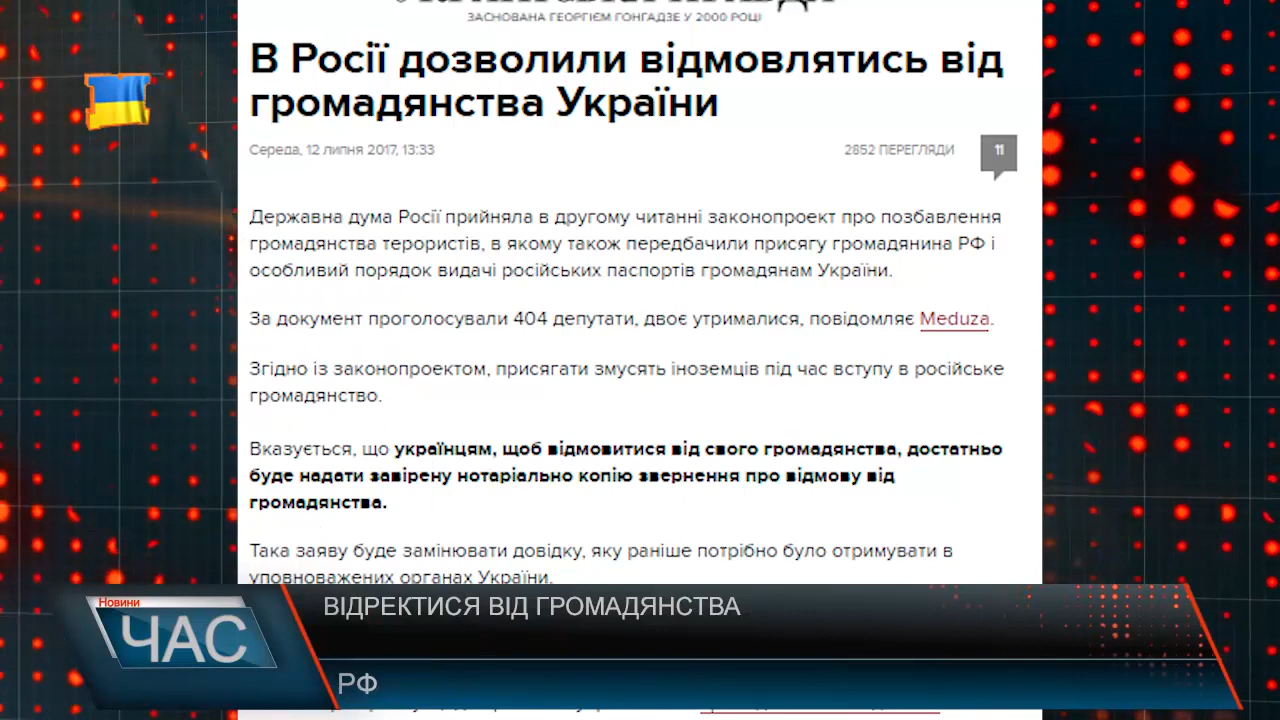 ЗАСНОВАНА ГЕОРГІЄМ ГОНГАДЗЕ У 2000 РОЦІ
В Росії дозволили відмовлятись від
громадянства України
Середа, 12 липня 2017, 13:33
2852 ПЕРЕГЛЯДИ
11
Державна дума Росії прийняла в другому читанні законопроект про позбавлення
громадянства терористів, в якому також передбачили присягу громадянина РФ і
особливий порядок видачі російських паспортів громадянам України.
За документ проголосували 404 депутати, двоє утрималися, повідомляє Meduza.
Згідно із законопроектом, присягати змусять іноземців під час вступу в російське
громадянство.
Вказується, що українцям, щоб відмовитися від свого громадянства, достатньо
буде надати завірену нотаріально копію звернення про відмову від
громадянства.
Така заяву буде замінювати довідку, яку раніше потрібно було отримувати в
уповноважених органах України.
Новини
ЧАС
ВІДРЕКТИСЯ ВІД ГРОМАДЯНСТВА
РФ